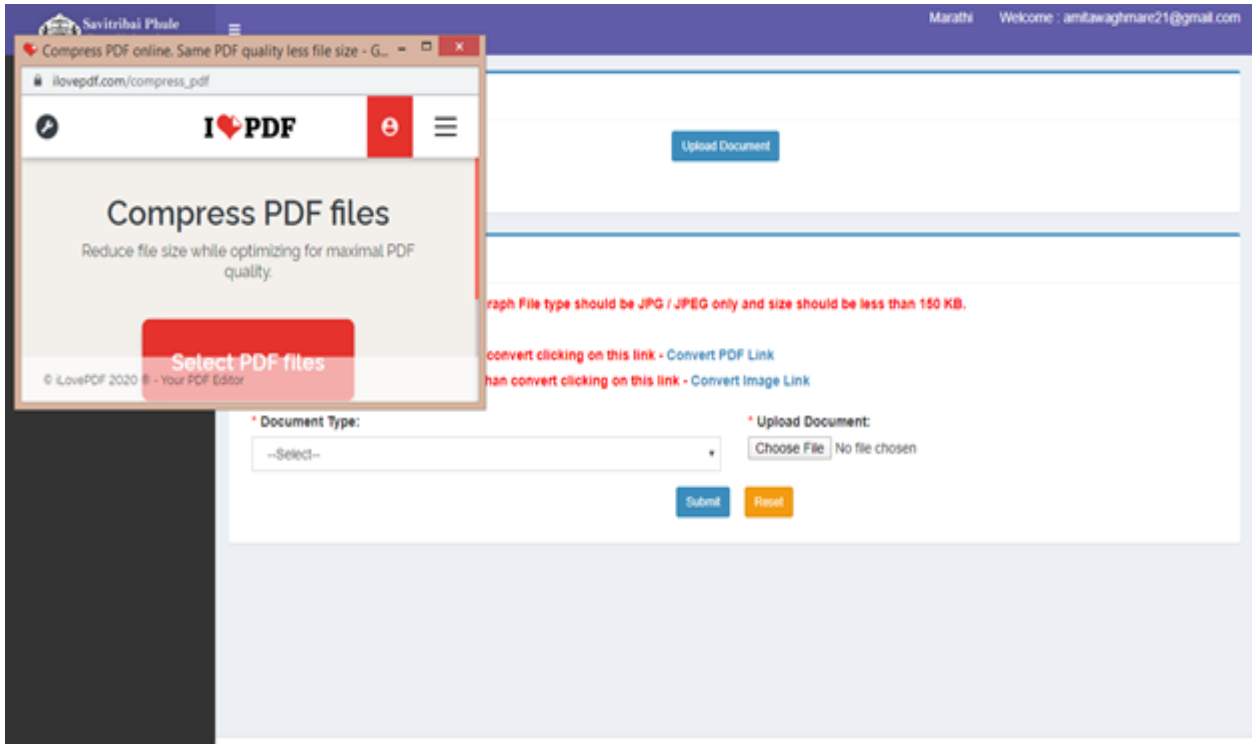 Savitribai Phule
Marathi
Welcome : amitawaghmare21@gmail.com
Compress PDF online. Same PDF quality less file size - G...
ilovepdf.com/compress_pdf
I PDF
Compress PDF files
Reduce file size while optimizing for maximal PDF
quality.
Select PDF files
© iLovePDF 2020 ® - Your PDF Editor
Upload Document
raph File type should be JPG / JPEG only and size should be less than 150 KB.
convert clicking on this link - Convert PDF Link
han convert clicking on this link - Convert Image Link
* Document Type:
* Upload Document:
--Select--
Choose File No file chosen
Submit
Reset